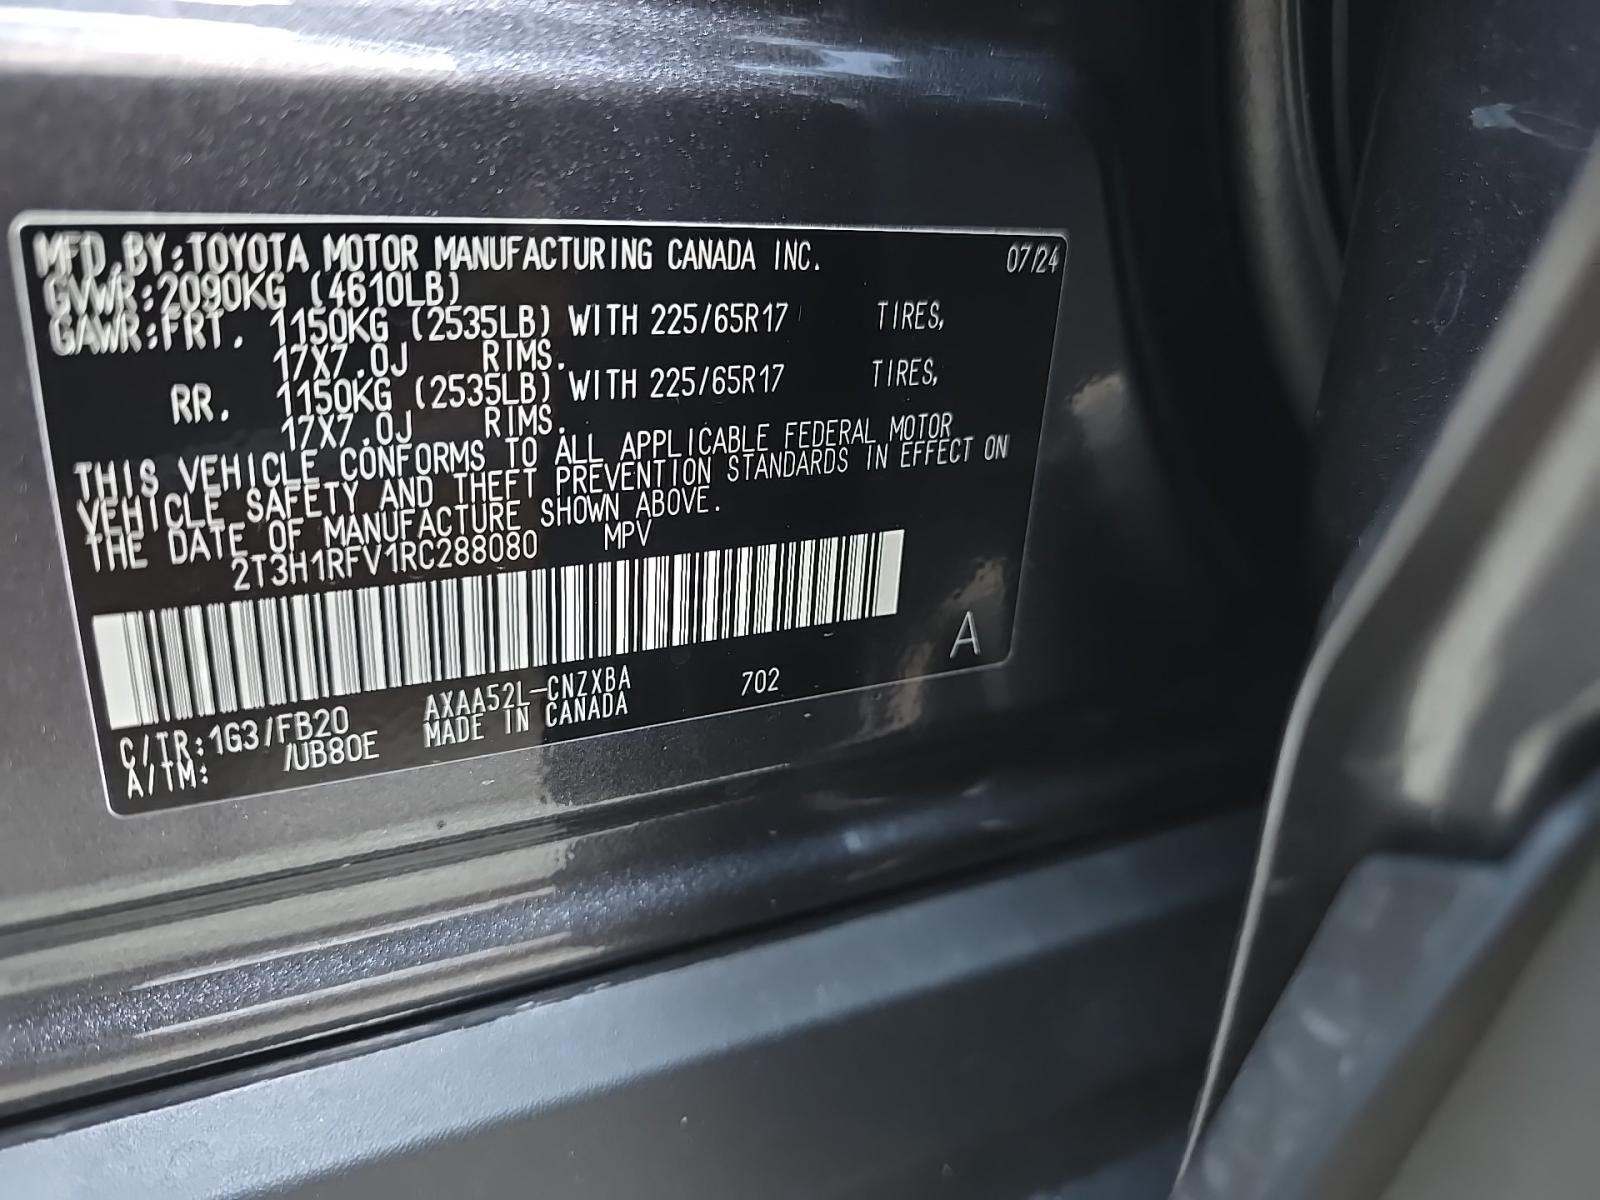 MFD.BY:TOYOTA MOTOR MANUFACTURING CANADA INC. 07/24
GVWR:2090KG (4610LB)
GAWR:FRT. 1150KG (2535LB) WITH 225/65R17 TIRES,
17X7.0J RIMS.
RR. 1150KG (2535LB) WITH 225/65R17 TIRES,
17X7.0J RIMS.
THIS VEHICLE CONFORMS TO ALL APPLICABLE FEDERAL MOTOR
VEHICLE SAFETY AND THEFT PREVENTION STANDARDS IN EFFECT ON
THE DATE OF MANUFACTURE SHOWN ABOVE.
2T3H1RFV1RC288080 MPV
A
C/TR:1G3/FB20 AXAA52L-CNZXBA 702
A/TM: /UB80E MADE IN CANADA